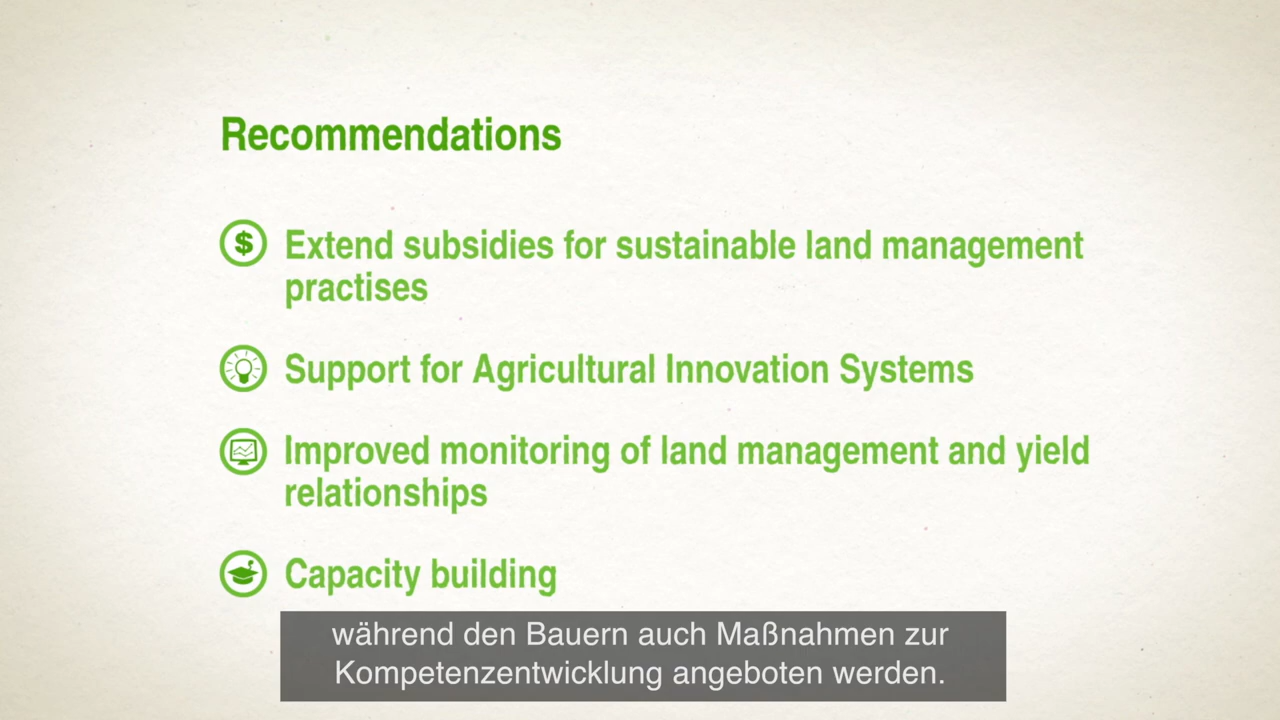 Recommendations
$
Extend subsidies for sustainable land management
practises
Support for Agricultural Innovation Systems
Improved monitoring of land management and yield
relationships
Capacity building
während den Bauern auch Maßnahmen zur
Kompetenzentwicklung angeboten werden.